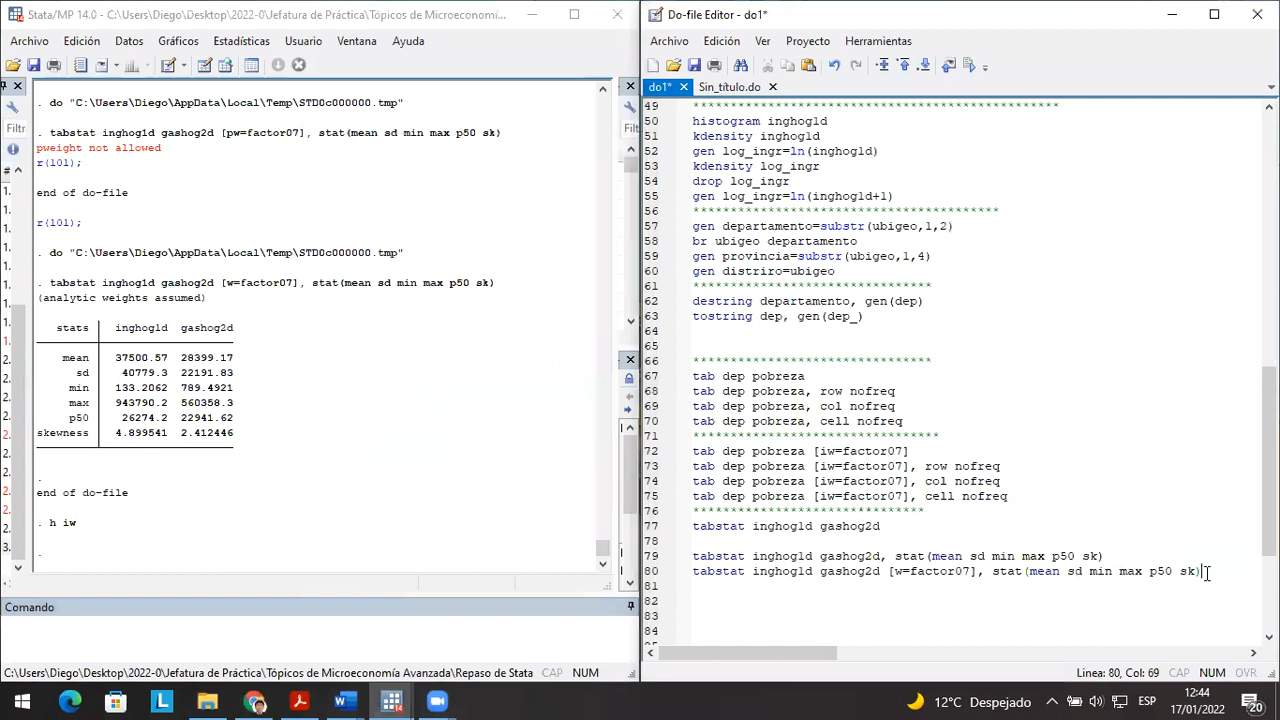 Stata/MP 14.0 - C:\Users\Diego\Desktop\2022-0\Jefatura de Práctica\Tópicos de Microeconomí...
Archivo Edición Datos Gráficos Estadísticas Usuario Ventana Ayuda
Filtr
. do "C:\Users\Diego\AppData\Local\Temp\STD0c000000.tmp"
. tabstat inghog1d gashog2d [pw=factor07], stat(mean sd min max p50 sk)
pweight not allowed
r(101);
end of do-file
r(101);
. do "C:\Users\Diego\AppData\Local\Temp\STD0c000000.tmp"
. tabstat inghog1d gashog2d [w=factor07], stat(mean sd min max p50 sk)
(analytic weights assumed)
stats | inghog1d gashog2d
mean | 37500.57 28399.17
sd | 40779.3 22191.83
min | 133.2062 789.4921
max | 943790.2 560358.3
p50 | 26274.2 22941.62
skewness | 4.899541 2.412446
.
end of do-file
. h iw
.
Comando
C:\Users\Diego\Desktop\2022-0\Jefatura de Práctica\Tópicos de Microeconomía Avanzada\Repaso de Stata CAP NUM
Do-file Editor - do1*
Archivo Edición Ver Proyecto Herramientas
do1* Sin_título.do
49 *************************************************
50 histogram inghog1d
51 kdensity inghog1d
52 gen log_ingr=ln(inghog1d)
53 kdensity log_ingr
54 drop log_ingr
55 gen log_ingr=ln(inghog1d+1)
56 *****************************************
57 gen departamento=substr(ubigeo,1,2)
58 br ubigeo departamento
59 gen provincia=substr(ubigeo,1,4)
60 gen distriro=ubigeo
61 ********************************
62 destring departamento, gen(dep)
63 tostring dep, gen(dep_)
64
65
66 ********************************
67 tab dep pobreza
68 tab dep pobreza, row nofreq
69 tab dep pobreza, col nofreq
70 tab dep pobreza, cell nofreq
71 *********************************
72 tab dep pobreza [iw=factor07]
73 tab dep pobreza [iw=factor07], row nofreq
74 tab dep pobreza [iw=factor07], col nofreq
75 tab dep pobreza [iw=factor07], cell nofreq
76 *******************************
77 tabstat inghog1d gashog2d
78
79 tabstat inghog1d gashog2d, stat(mean sd min max p50 sk)
80 tabstat inghog1d gashog2d [w=factor07], stat(mean sd min max p50 sk)
81
82
83
84
Linea: 80, Col: 69 CAP NUM OVR
12°C Despejado ESP 12:44
17/01/2022 20